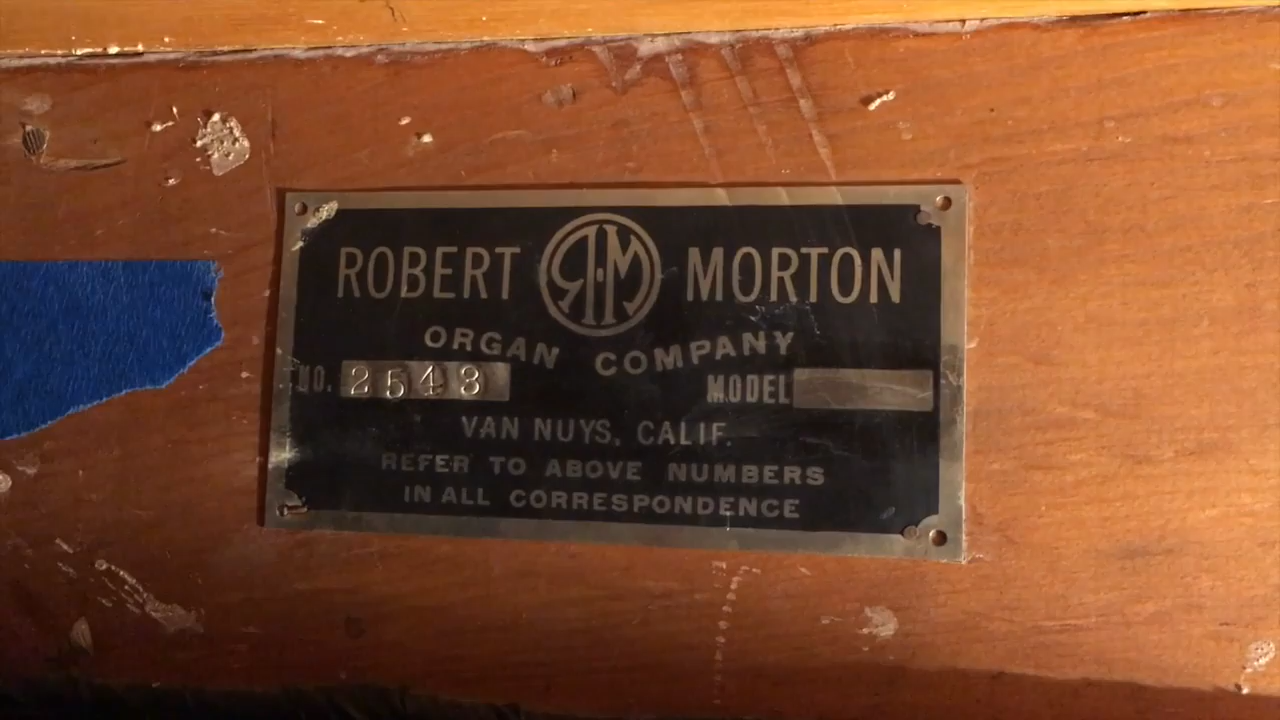 ROBERT RM MORTON
ORGAN COMPANY
NO. 2543 MODEL
VAN NUYS, CALIF.
REFER TO ABOVE NUMBERS
IN ALL CORRESPONDENCE